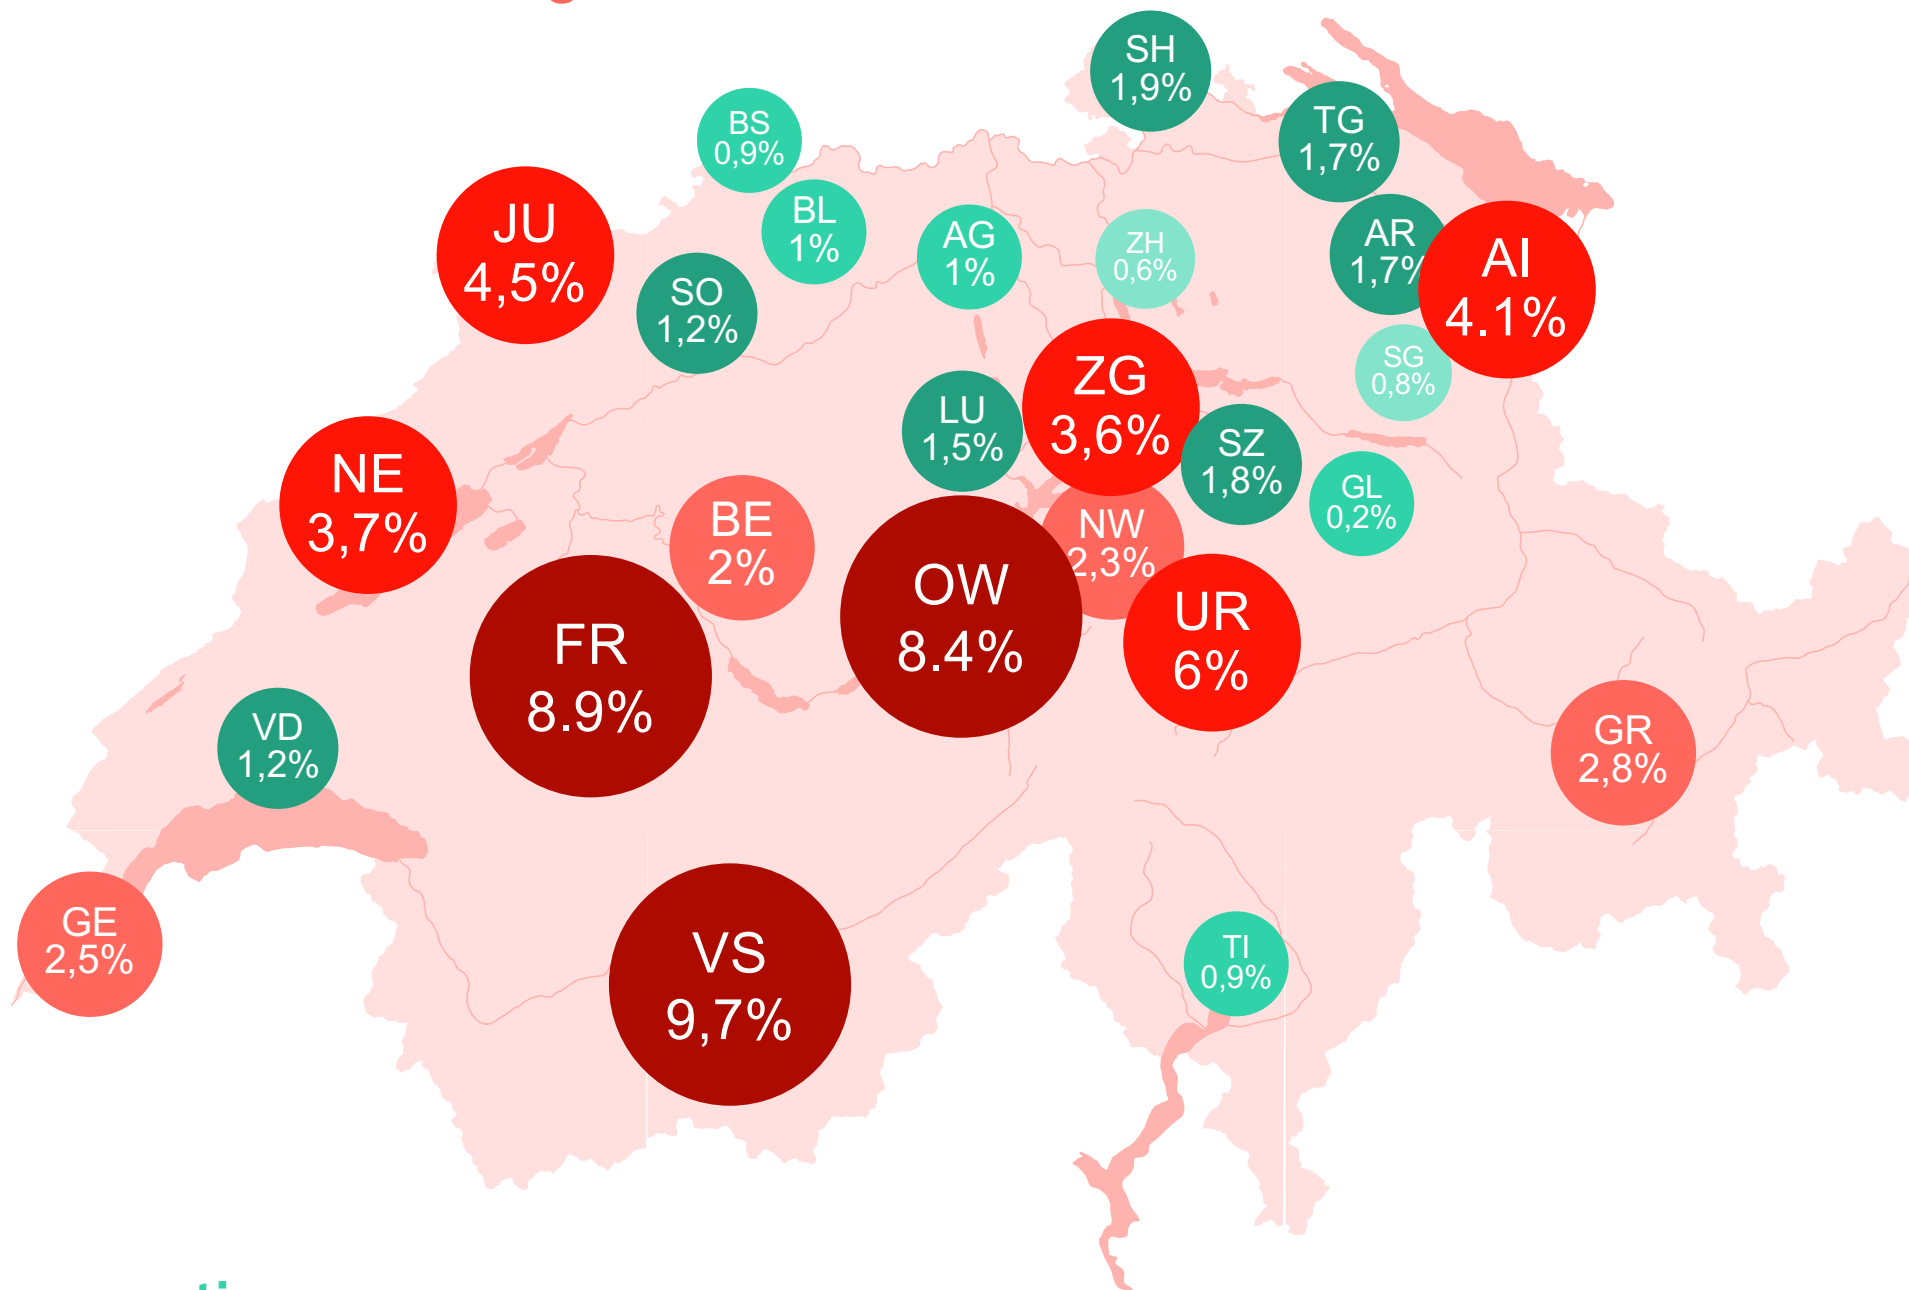 SH
1,9%
TG
1,7%
BS
0,9%
BL
1%
JU
4,5%
AG
1%
ZH
0,6%
AR
1,7%
AI
4.1%
SO
1,2%
ZG
3,6%
SG
0,8%
LU
1,5%
SZ
1,8%
NE
3,7%
GL
0,2%
BE
2%
NW
2,3%
OW
8.4%
UR
6%
FR
8.9%
VD
1,2%
GR
2,8%
GE
2,5%
VS
9,7%
TI
0,9%